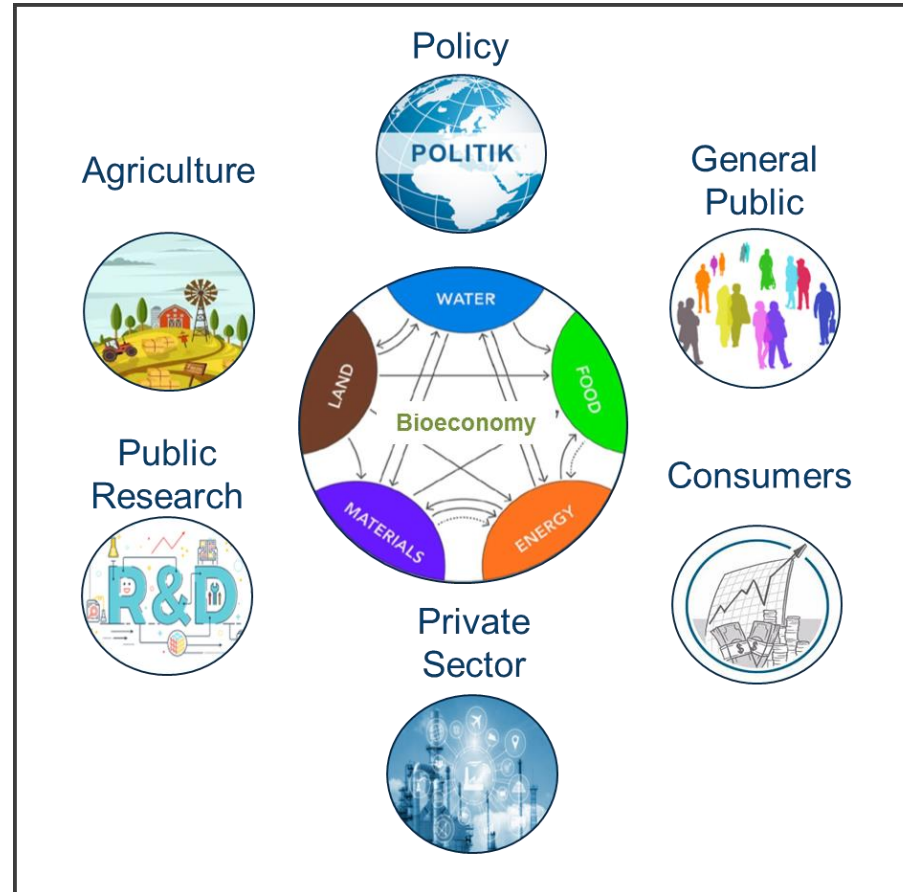 Policy
POLITIK
Agriculture
General
Public
WATER
LAND
FOOD
Bioeconomy
MATERIALS
ENERGY
Public
Research
R&D
Consumers
$
$
Private
Sector